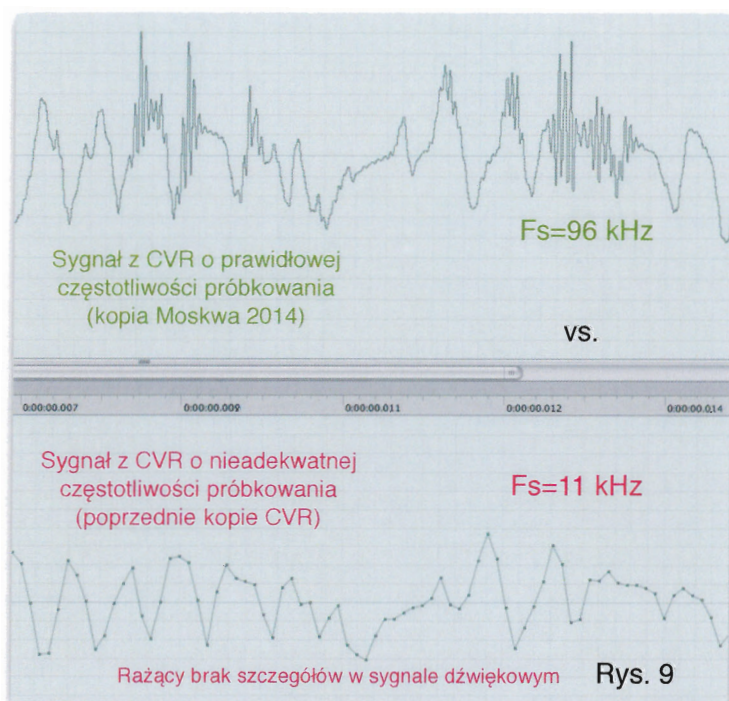 Fs=96 kHz
Sygnał z CVR o prawidłowej
częstotliwości próbkowania
(kopia Moskwa 2014)
vs.
0:00:00.007 0:00:00.009 0:00:00.011 0:00:00.012 0:00:00.014
Sygnał z CVR o nieadekwatnej
częstotliwości próbkowania
(poprzednie kopie CVR)
Fs=11 kHz
Rażący brak szczegółów w sygnale dźwiękowym
Rys. 9